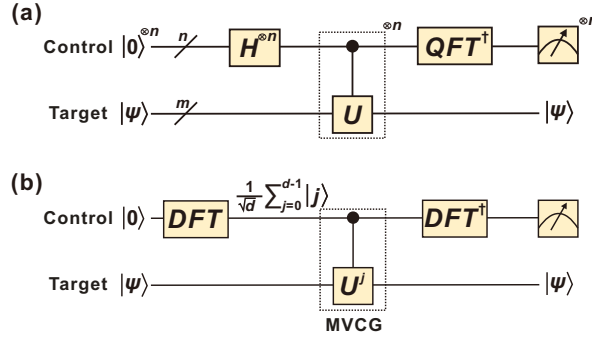 (a)
Control |0⟩⊗n n H⊗n ⊗n QFT† ⊗n
U
Target |Ψ⟩ m |Ψ⟩
(b)
1/√d ∑_{j=0}^{d-1} |j⟩
Control |0⟩ DFT DFT†
Target |Ψ⟩ U^j |Ψ⟩
MVCG